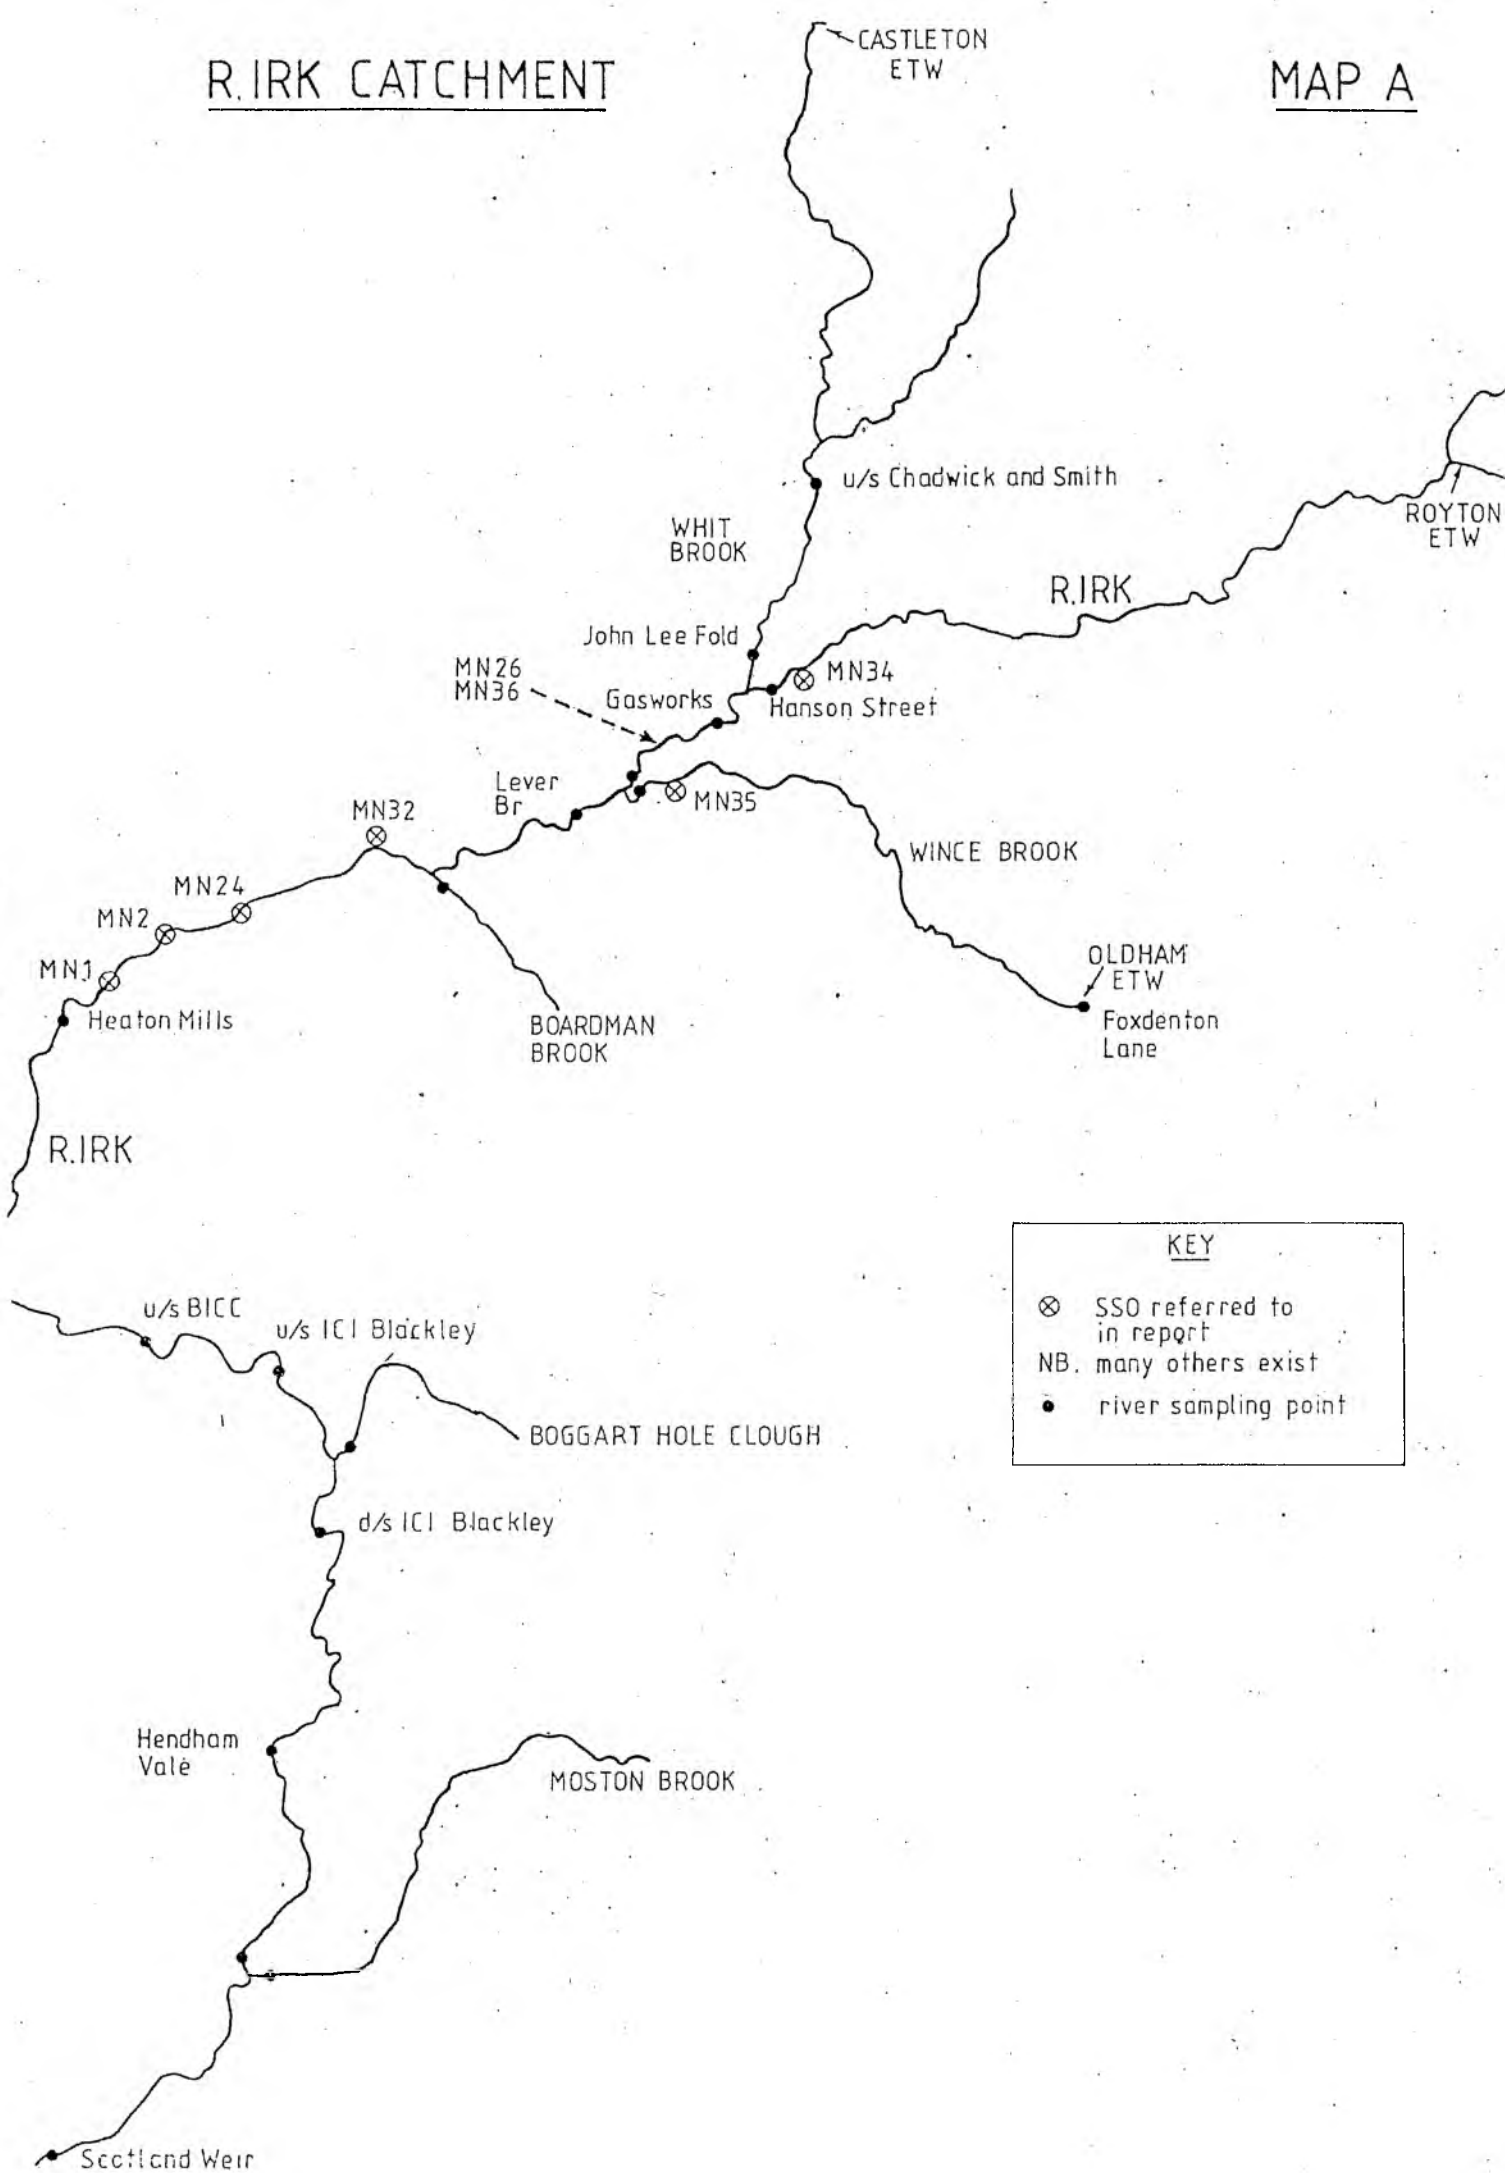 R.IRK CATCHMENT
MAP A
CASTLETON
ETW
u/s Chadwick and Smith
ROYTON
ETW
WHIT
BROOK
R.IRK
John Lee Fold
MN26
MN36
MN34
Gasworks
Hanson Street
Lever
Br
MN35
MN32
WINCE BROOK
MN24
MN2
OLDHAM
ETW
MN1
Heaton Mills
BOARDMAN
BROOK
Foxdenton
Lane
R.IRK
KEY
SSO referred to
in report
NB. many others exist
river sampling point
u/s BICC
u/s ICI Blackley
BOGGART HOLE CLOUGH
d/s ICI Blackley
Hendham
Vale
MOSTON BROOK
Scotland Weir